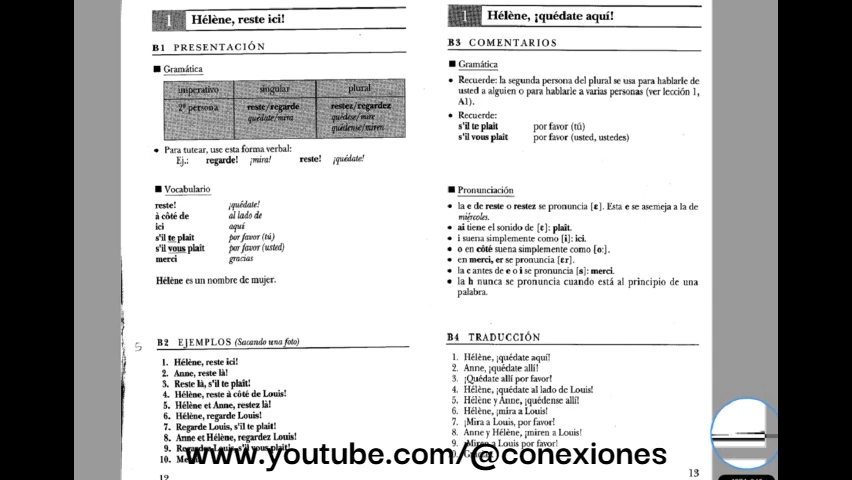 1 Hélène, reste ici!
B1 PRESENTACIÓN
■ Gramática
imperativo singular plural
2ª persona reste/regarde restez/regardez
quédate/mira quédese/mire
quédense/miren
• Para tutear, use esta forma verbal:
Ej.: regarde! ¡mira! reste! ¡quédate!
■ Vocabulario
reste! ¡quédate!
à côté de al lado de
ici aquí
s'il te plait por favor (tú)
s'il vous plait por favor (usted)
merci gracias
Hélène es un nombre de mujer.
5
B2 EJEMPLOS (Sacando una foto)
1. Hélène, reste ici!
2. Anne, reste là!
3. Reste là, s'il te plaît!
4. Hélène, reste à côté de Louis!
5. Hélène et Anne, restez là!
6. Hélène, regarde Louis!
7. Regarde Louis, s'il te plait!
8. Anne et Hélène, regardez Louis!
9. Regardez Louis, s'il vous plait!
10.
12
1 Hélène, ¡quédate aquí!
B3 COMENTARIOS
■ Gramática
• Recuerde: la segunda persona del plural se usa para hablarle de
usted a alguien o para hablarle a varias personas (ver lección 1,
A1).
• Recuerde:
s'il te plait por favor (tú)
s'il vous plait por favor (usted, ustedes)
■ Pronunciación
• la e de reste o restez se pronuncia [ɛ]. Esta e se asemeja a la de
miércoles.
• ai tiene el sonido de [ɛ]: plaît.
• i suena simplemente como [i]: ici.
• o en côté suena simplemente como [o:].
• en merci, er se pronuncia [ɛr].
• la c antes de e o i se pronuncia [s]: merci.
• la h nunca se pronuncia cuando está al principio de una
palabra.
B4 TRADUCCIÓN
1. Hélène, ¡quédate aquí!
2. Anne, ¡quédate allí!
3. ¡Quédate allí por favor!
4. Hélène, ¡quédate al lado de Louis!
5. Hélène y Anne, ¡quédense allí!
6. Hélène, ¡mira a Louis!
7. ¡Mira a Louis, por favor!
8. Anne y Hélène, ¡miren a Louis!
9. ¡Miren a Louis por favor!
13
www.youtube.com/@conexiones